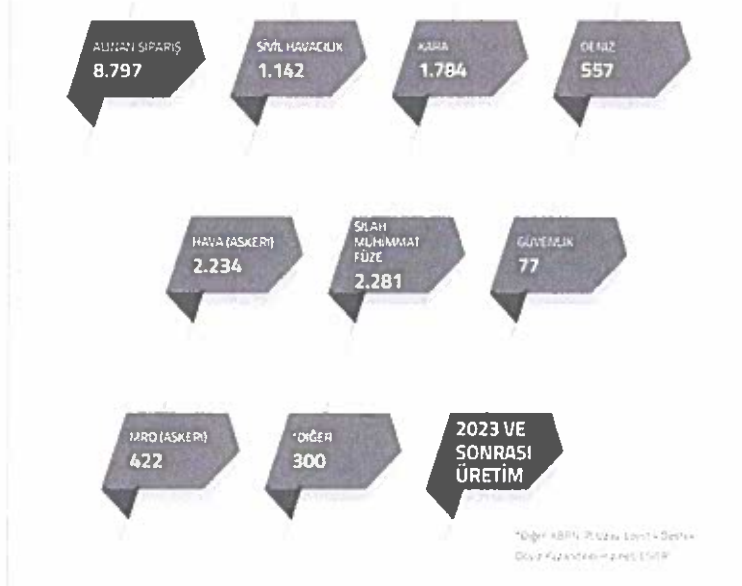 ALINAN SİPARİŞ
8.797
SİVİL HAVACILIK
1.142
KARA
1.784
DENİZ
557
HAVA (ASKERİ)
2.234
SİLAH
MÜHİMMAT
FÜZE
2.281
GÜVENLİK
77
MRO (ASKERİ)
422
*DİĞER
300
2023 VE
SONRASI
ÜRETİM
*Diğer